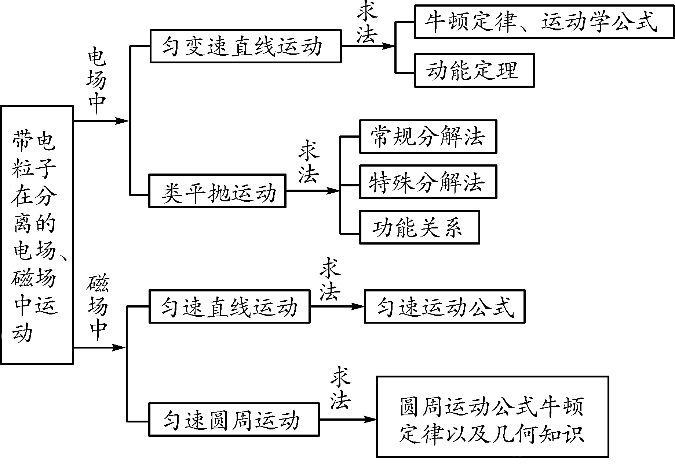 带电
粒子
在分
离的
电场、
磁场
中运
动
电场中
匀变速直线运动
求法
牛顿定律、运动学公式
动能定理
类平抛运动
求法
常规分解法
特殊分解法
功能关系
磁场中
匀速直线运动
求法
匀速运动公式
匀速圆周运动
求法
圆周运动公式牛顿
定律以及几何知识